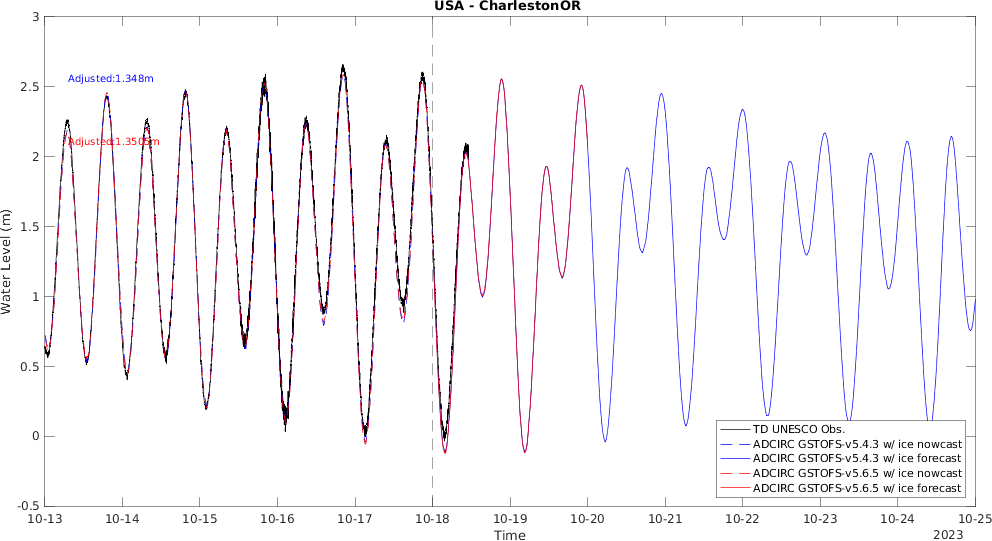 USA - CharlestonOR
3
2.5
2
1.5
1
0.5
0
-0.5
Water Level (m)
Adjusted:1.348m
Adjusted:1.3505m
TD UNESCO Obs.
ADCIRC GSTOFS-v5.4.3 w/ ice nowcast
ADCIRC GSTOFS-v5.4.3 w/ ice forecast
ADCIRC GSTOFS-v5.6.5 w/ ice nowcast
ADCIRC GSTOFS-v5.6.5 w/ ice forecast
10-13 10-14 10-15 10-16 10-17 10-18 10-19 10-20 10-21 10-22 10-23 10-24 10-25
Time
2023